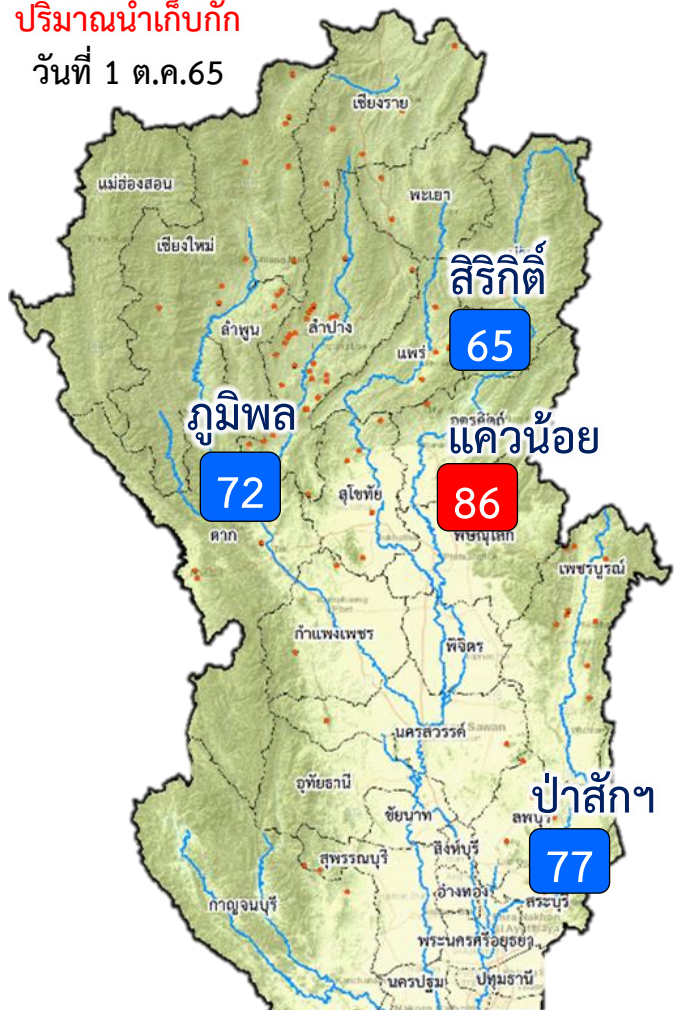 ปริมาณน้ำเก็บกัก
วันที่ 1 ต.ค.65
เชียงราย
แม่ฮ่องสอน
พะเยา
เชียงใหม่
สิริกิติ์
65
ลำพูน
ลำปาง
แพร่
ภูมิพล
72
อุตรดิตถ์
แควน้อย
86
สุโขทัย
ตาก
พิษณุโลก
เพชรบูรณ์
กำแพงเพชร
พิจิตร
นครสวรรค์
Sawan
อุทัยธานี
ป่าสักฯ
77
ชัยนาท
ลพบุรี
สิงห์บุรี
สุพรรณบุรี
อ่างทอง
สระบุรี
กาญจนบุรี
พระนครศรีอยุธยา
นครปฐม
ปทุมธานี